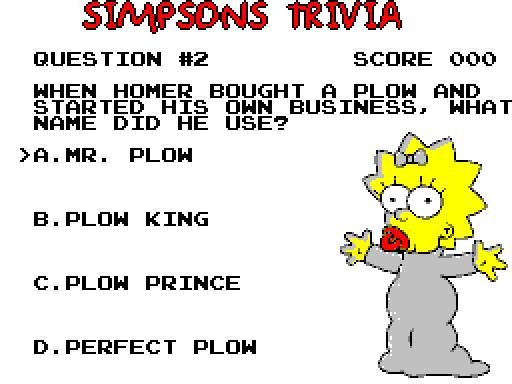 SIMPSONS TRIVIA
QUESTION #2 SCORE 000
WHEN HOMER BOUGHT A PLOW AND
STARTED HIS OWN BUSINESS, WHAT
NAME DID HE USE?
>A.MR. PLOW
B.PLOW KING
C.PLOW PRINCE
D.PERFECT PLOW